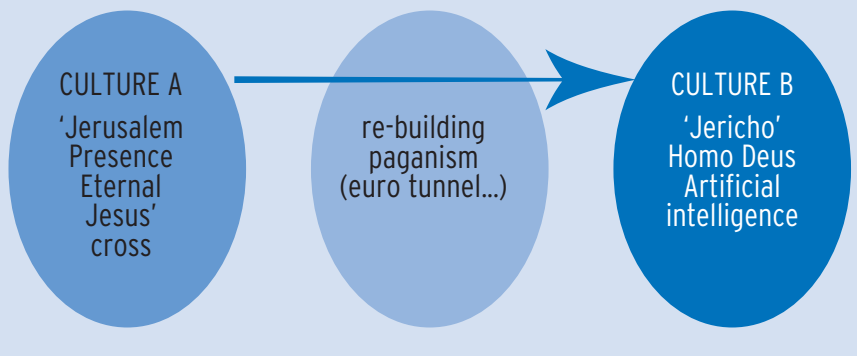 CULTURE A
‘Jerusalem
Presence
Eternal
Jesus’
cross
re-building
paganism
(euro tunnel...)
CULTURE B
‘Jericho’
Homo Deus
Artificial
intelligence